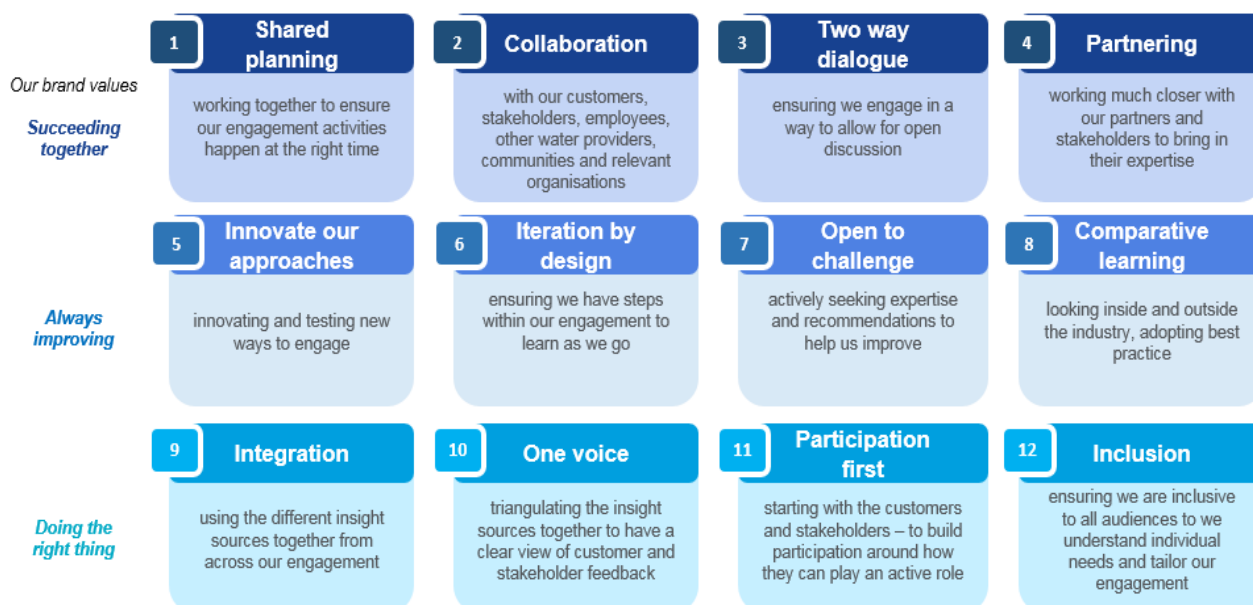 1
Shared
planning
2
Collaboration
3
Two way
dialogue
4
Partnering
Our brand values
Succeeding
together
working together to ensure
our engagement activities
happen at the right time
with our customers,
stakeholders, employees,
other water providers,
communities and relevant
organisations
ensuring we engage in a
way to allow for open
discussion
working much closer with
our partners and
stakeholders to bring in
their expertise
5
Innovate our
approaches
6
Iteration by
design
7
Open to
challenge
8
Comparative
learning
Always
improving
innovating and testing new
ways to engage
ensuring we have steps
within our engagement to
learn as we go
actively seeking expertise
and recommendations to
help us improve
looking inside and outside
the industry, adopting best
practice
9
Integration
10
One voice
11
Participation
first
12
Inclusion
Doing the
right thing
using the different insight
sources together from
across our engagement
triangulating the insight
sources together to have a
clear view of customer and
stakeholder feedback
starting with the customers
and stakeholders – to build
participation around how
they can play an active role
ensuring we are inclusive
to all audiences to we
understand individual
needs and tailor our
engagement